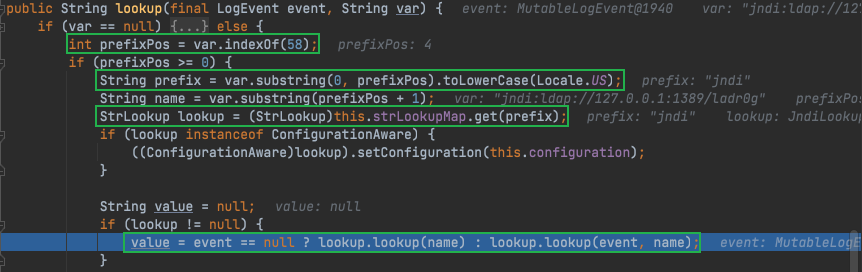 public String lookup(final LogEvent event, String var) {   event: MutableLogEvent@1940    var: "jndi:ldap://12
if (var == null) {...} else {
int prefixPos = var.indexOf(58);   prefixPos: 4
if (prefixPos >= 0) {
String prefix = var.substring(0, prefixPos).toLowerCase(Locale.US);   prefix: "jndi"
String name = var.substring(prefixPos + 1);   var: "jndi:ldap://127.0.0.1:1389/ladr0g"    prefixPos
StrLookup lookup = (StrLookup)this.strLookupMap.get(prefix);   prefix: "jndi"    lookup: JndiLookup
if (lookup instanceof ConfigurationAware) {
((ConfigurationAware)lookup).setConfiguration(this.configuration);
}
String value = null;   value: null
if (lookup != null) {
value = event == null ? lookup.lookup(name) : lookup.lookup(event, name);   event: MutableLogE
}